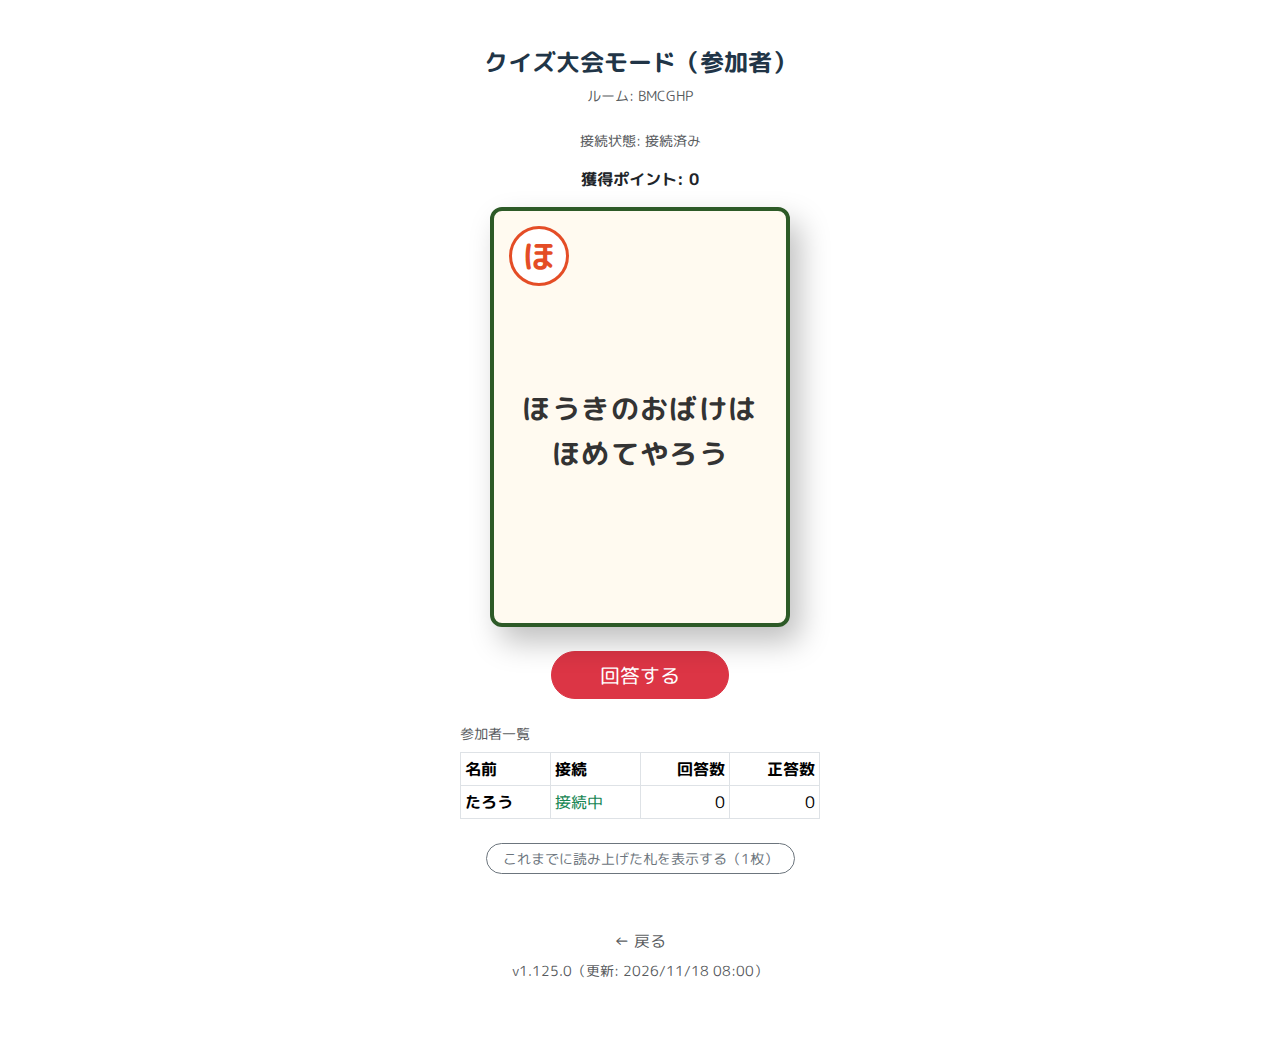 クイズ大会モード（参加者）
ルーム: BMCGHP
接続状態: 接続済み
獲得ポイント: 0
ほ
ほうきのおばけは
ほめてやろう
回答する
参加者一覧
名前 接続 回答数 正答数
たろう 接続中 0 0
これまでに読み上げた札を表示する（1枚）
← 戻る
v1.125.0（更新: 2026/11/18 08:00）